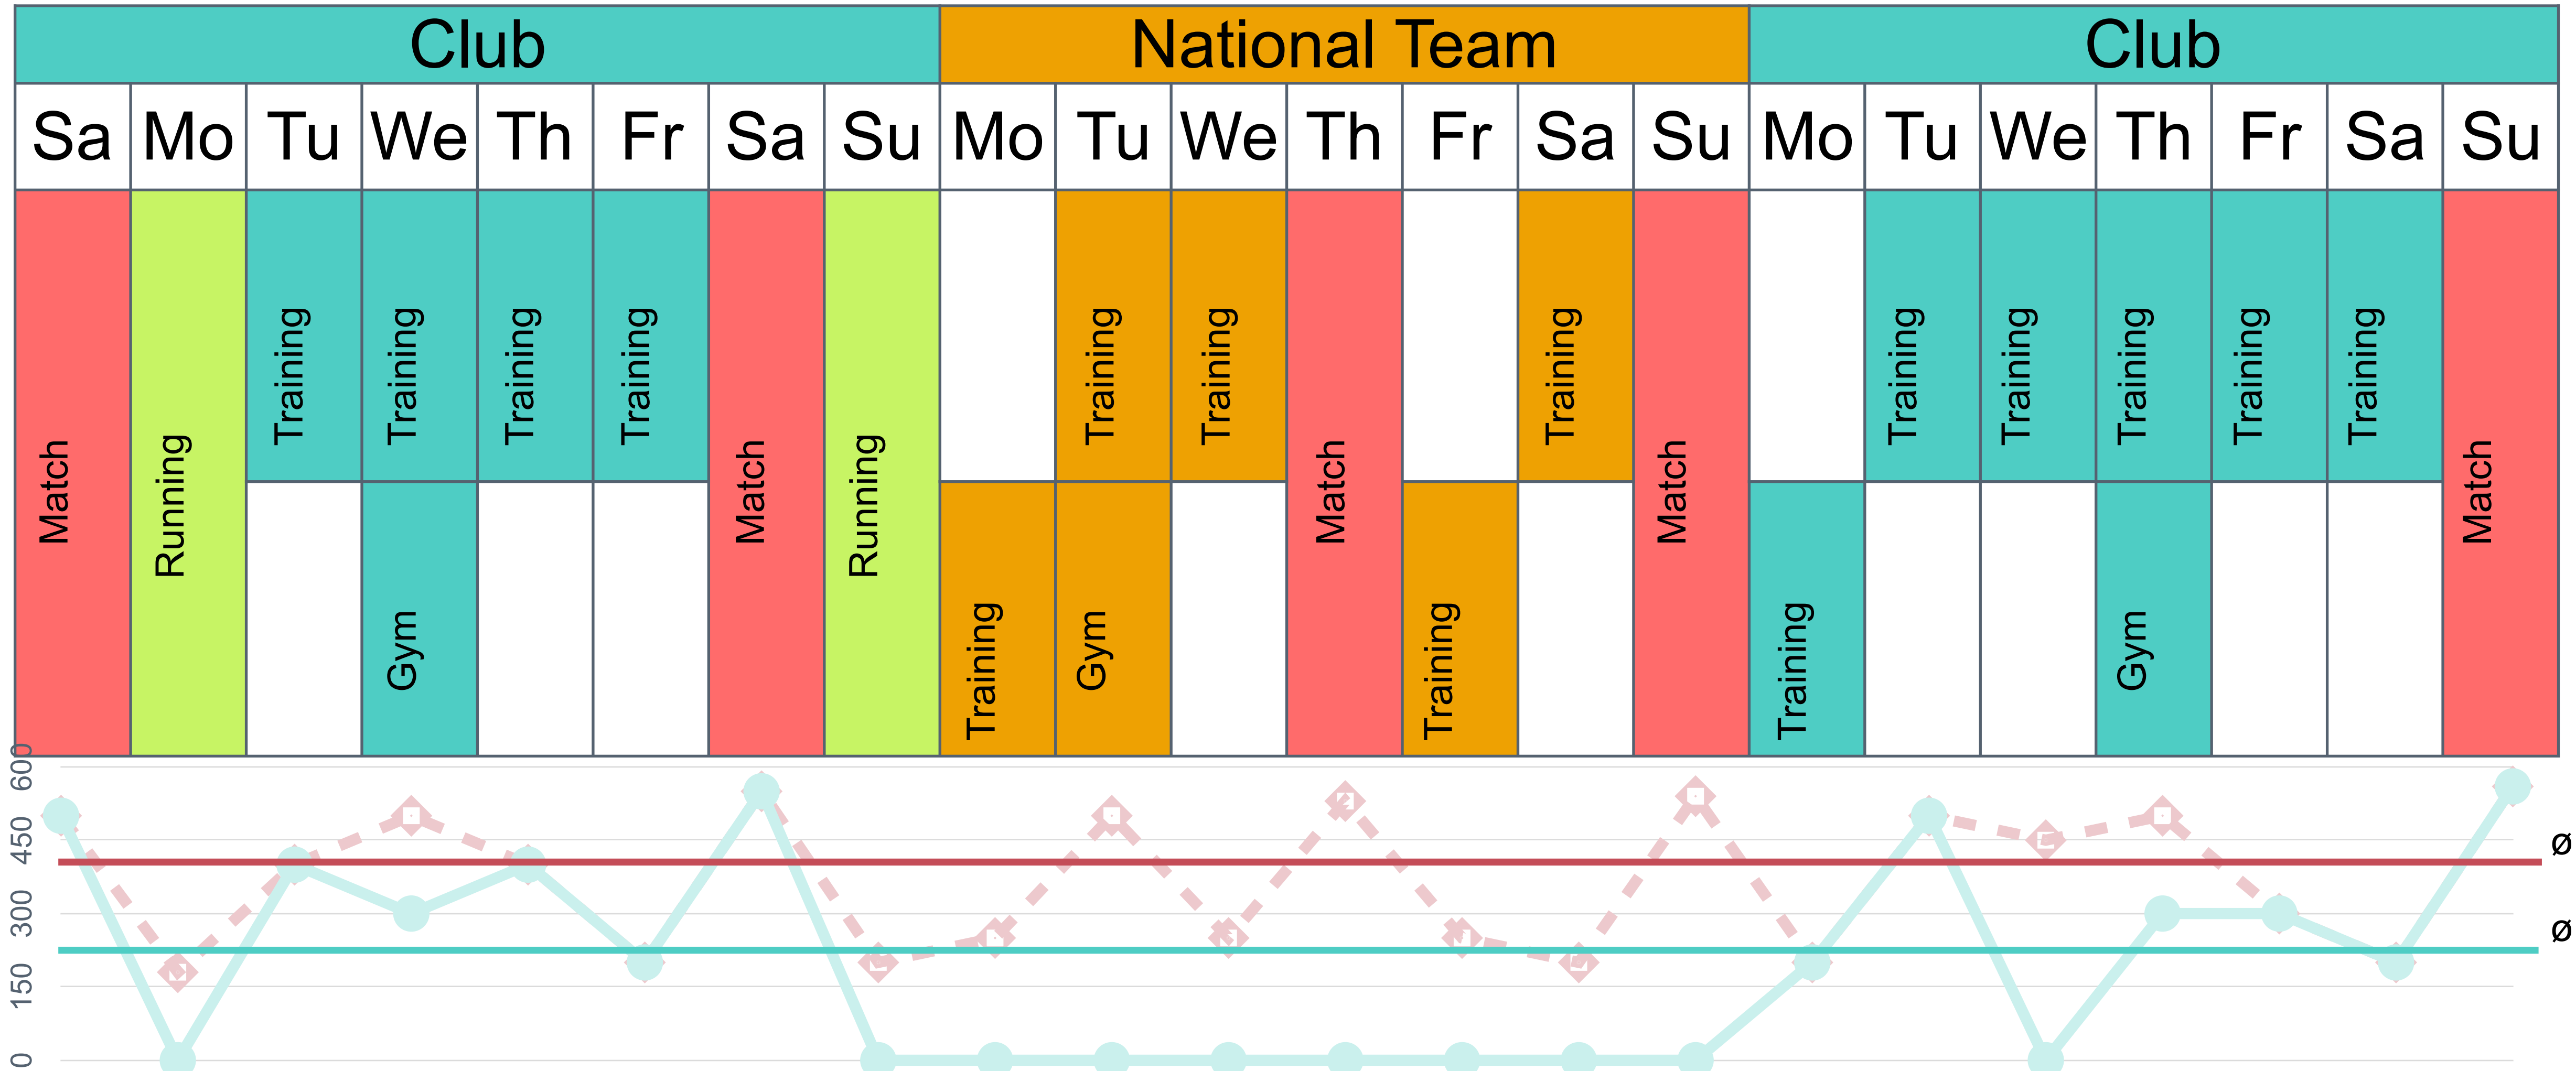 Club National Team Club
Sa Mo Tu We Th Fr Sa Su Mo Tu We Th Fr Sa Su Mo Tu We Th Fr Sa Su
Match Running Training Training Training Training Match Running Training Training Match Training Match Training Training Training Training Training Match
Gym Training Gym Training Training Gym
600
450
300
150
0
Ø
Ø